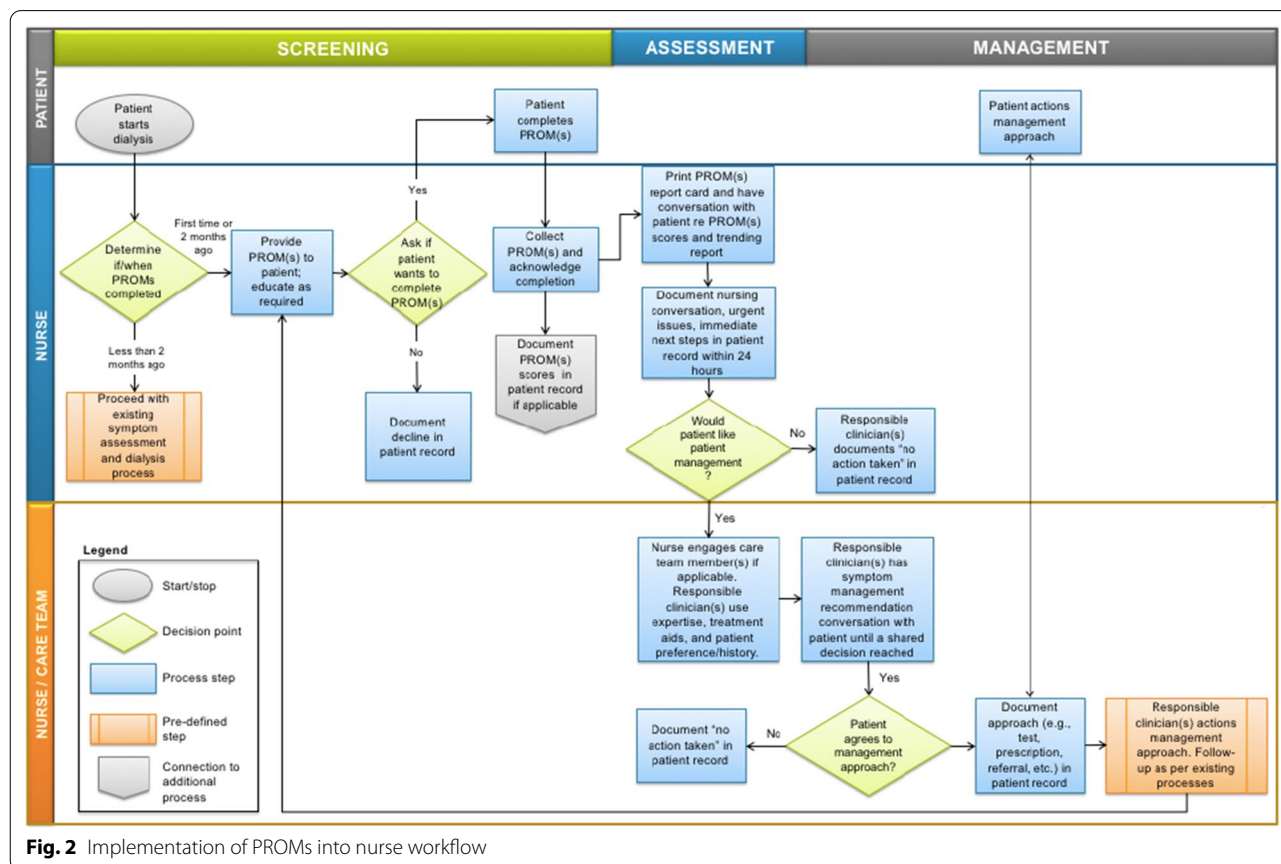 SCREENING
ASSESSMENT
MANAGEMENT
PATIENT
Patient
starts
dialysis
Patient
completes
PROM(s)
Patient actions
management
approach
NURSE
Determine
if/when
PROMs
completed
First time or
2 months
ago
Less than 2
months ago
Proceed with
existing
symptom
assessment
and dialysis
process
Provide
PROM(s) to
patient;
educate as
required
Ask if
patient
wants to
complete
PROM(s)
Yes
No
Document
decline in
patient record
Collect
PROM(s) and
acknowledge
completion
Document
PROM(s)
scores in
patient record
if applicable
Print PROM(s)
report card and have
conversation with
patient re PROM(s)
scores and trending
report
Document nursing
conversation, urgent
issues, immediate
next steps in patient
record within 24
hours
Would
patient like
patient
management
?
No
Responsible
clinician(s)
documents “no
action taken” in
patient record
Yes
NURSE / CARE TEAM
Legend
Start/stop
Decision point
Process step
Pre-defined
step
Connection to
additional
process
Nurse engages care
team member(s) if
applicable.
Responsible
clinician(s) use
expertise, treatment
aids, and patient
preference/history.
Responsible
clinician(s) has
symptom
management
recommendation
conversation with
patient until a shared
decision reached
Yes
Patient
agrees to
management
approach?
No
Document “no
action taken” in
patient record
Document
approach (e.g.,
test,
prescription,
referral, etc.) in
patient record
Responsible
clinician(s) actions
management
approach. Follow-
up as per existing
processes
Fig. 2 Implementation of PROMs into nurse workflow